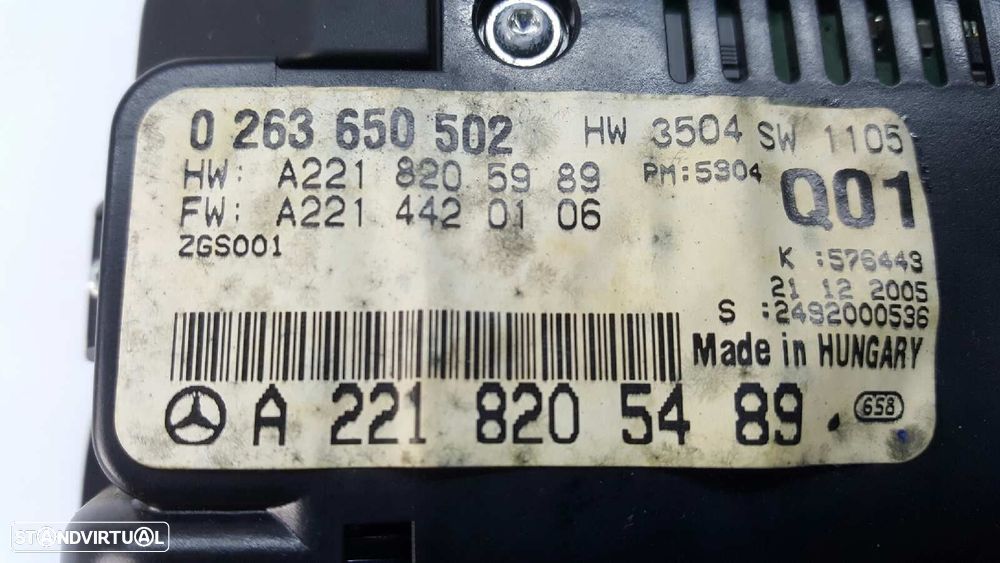 0 263 650 502 HW 3504 SW 1105
HW: A221 820 59 89 PM:5904 Q01
FW: A221 442 01 06
ZGS001
K :576443
21 12 2005
S :2492000536
Made in HUNGARY
A 221 820 54 89. 658
STANDVIRTUAL